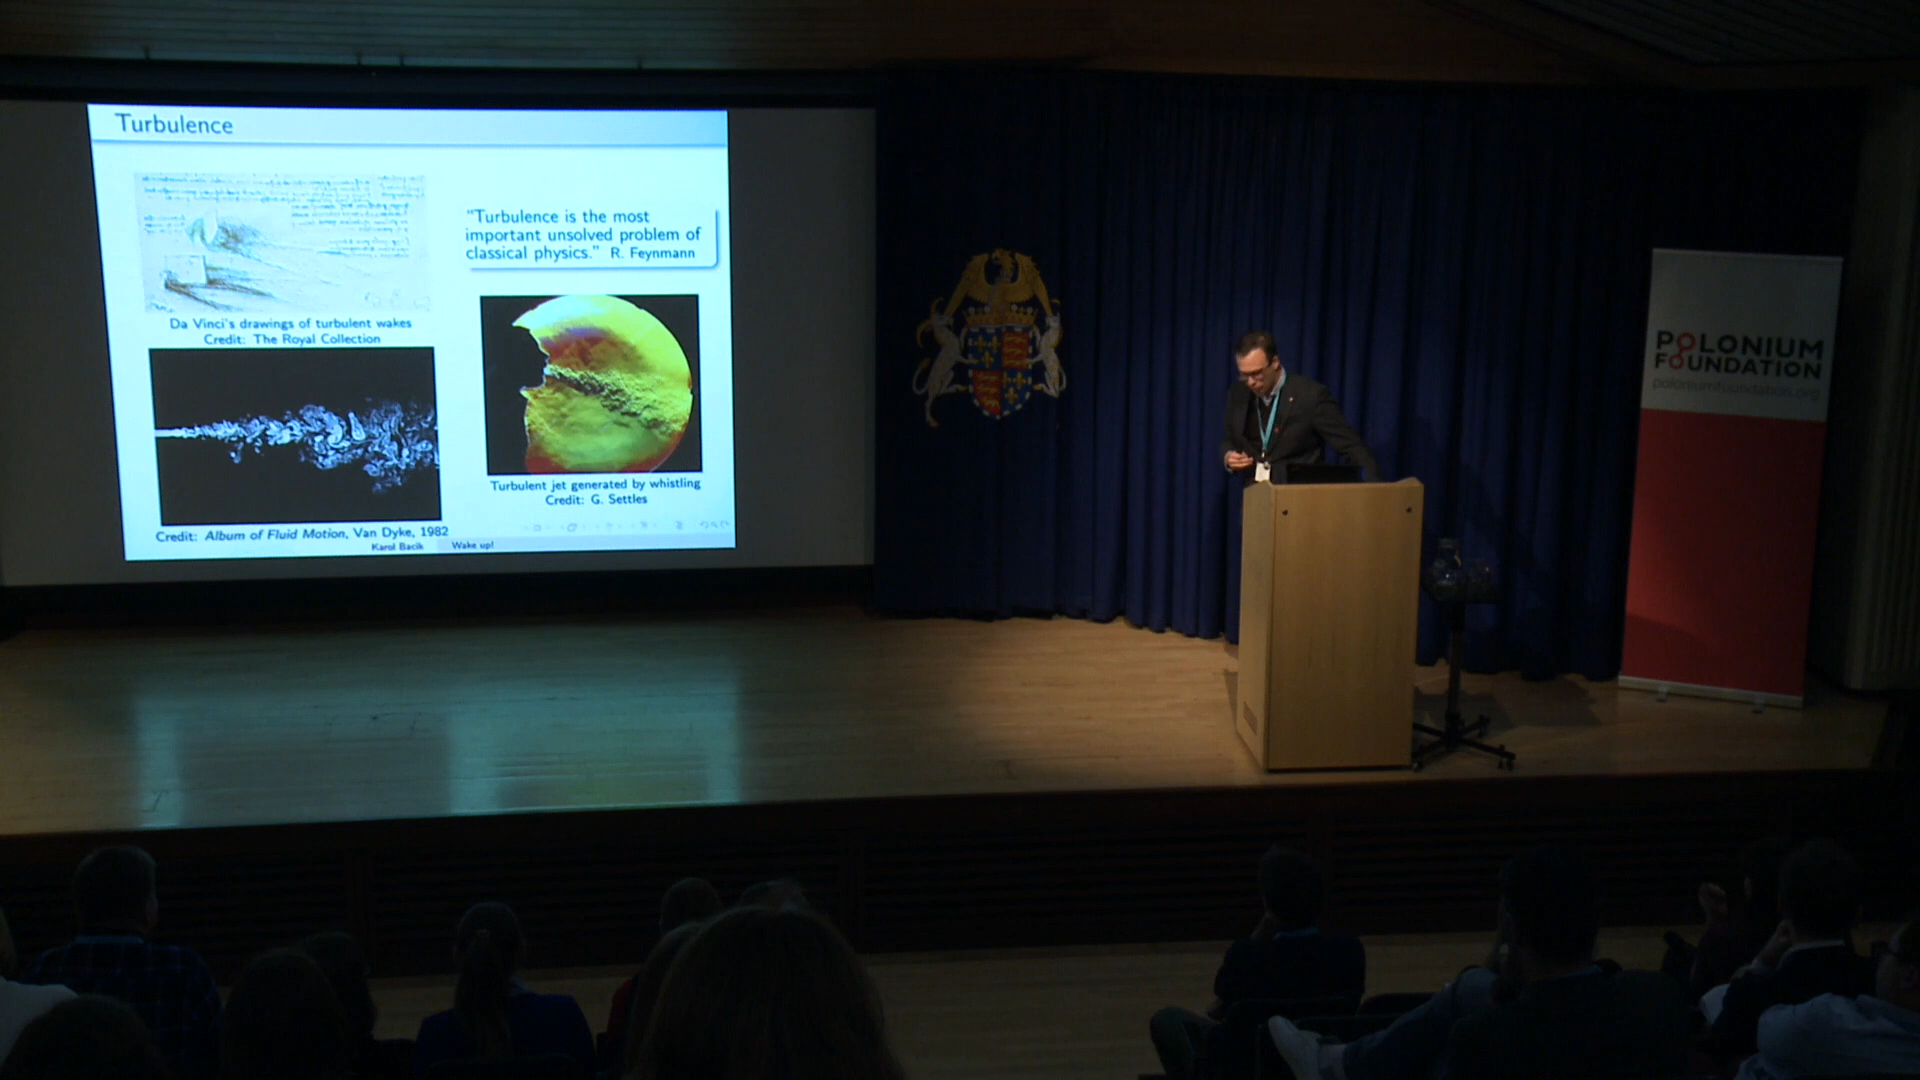 Turbulence
"Turbulence is the most
important unsolved problem of
classical physics." R. Feynmann
Da Vinci's drawings of turbulent wakes
Credit: The Royal Collection
Turbulent jet generated by whistling
Credit: G. Settles
Credit: Album of Fluid Motion, Van Dyke, 1982
Karol Bacik Wake up!
POLONIUM
FOUNDATION
poloniumfoundation.org